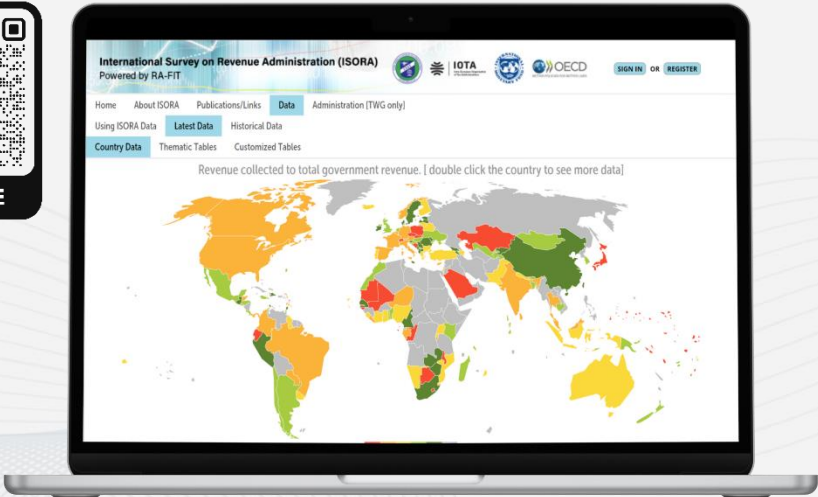 International Survey on Revenue Administration (ISORA)
Powered by RA-FIT
IOTA
OECD
SIGN IN OR REGISTER
Home About ISORA Publications/Links Data Administration [TWG only]
Using ISORA Data Latest Data Historical Data
Country Data Thematic Tables Customized Tables
Revenue collected to total government revenue. [ double click the country to see more data]